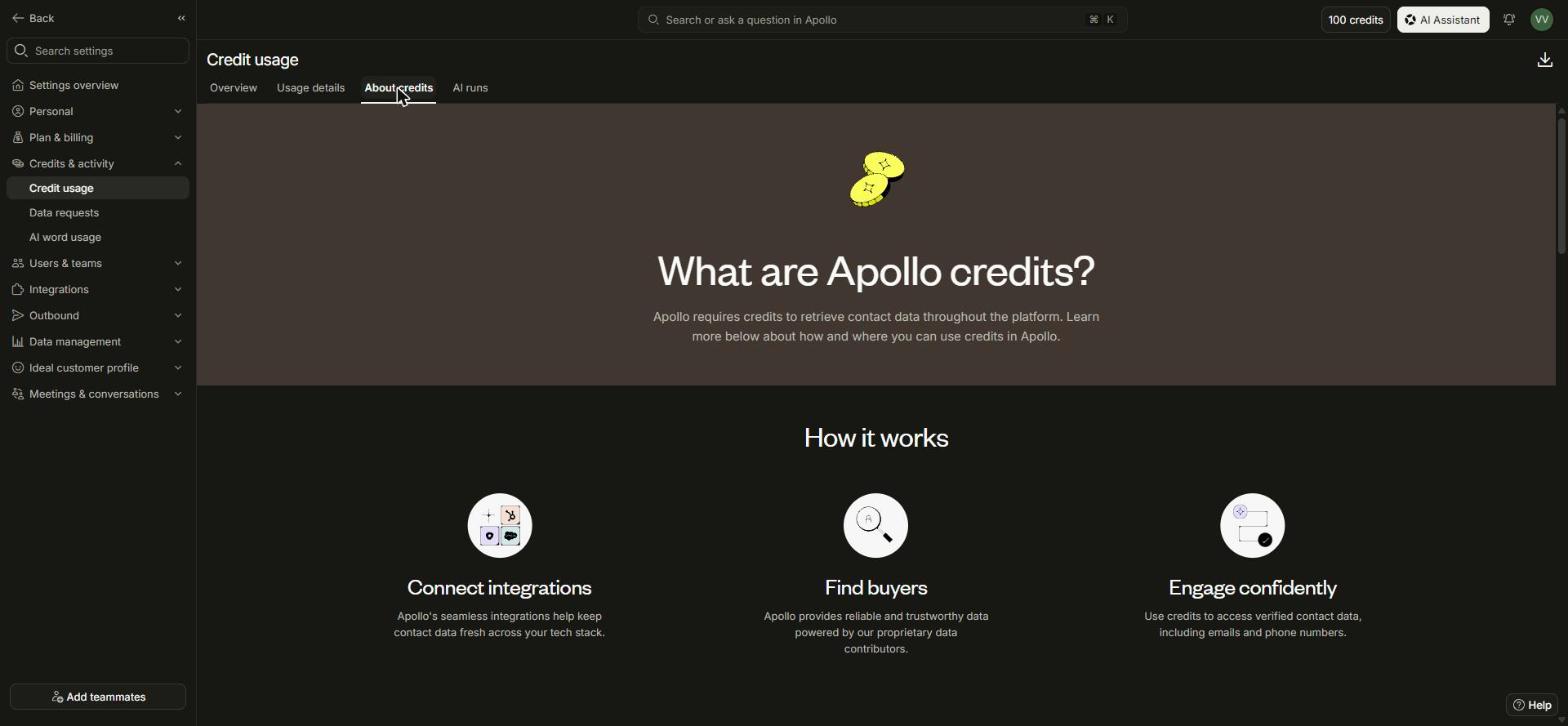 Back
Search settings
Settings overview
Personal
Plan & billing
Credits & activity
Credit usage
Data requests
AI word usage
Users & teams
Integrations
Outbound
Data management
Ideal customer profile
Meetings & conversations
Add teammates
Search or ask a question in Apollo
⌘ K
100 credits
AI Assistant
VV
Credit usage
Overview
Usage details
About credits
AI runs
What are Apollo credits?
Apollo requires credits to retrieve contact data throughout the platform. Learn
more below about how and where you can use credits in Apollo.
How it works
Connect integrations
Apollo's seamless integrations help keep
contact data fresh across your tech stack.
Find buyers
Apollo provides reliable and trustworthy data
powered by our proprietary data
contributors.
Engage confidently
Use credits to access verified contact data,
including emails and phone numbers.
Help